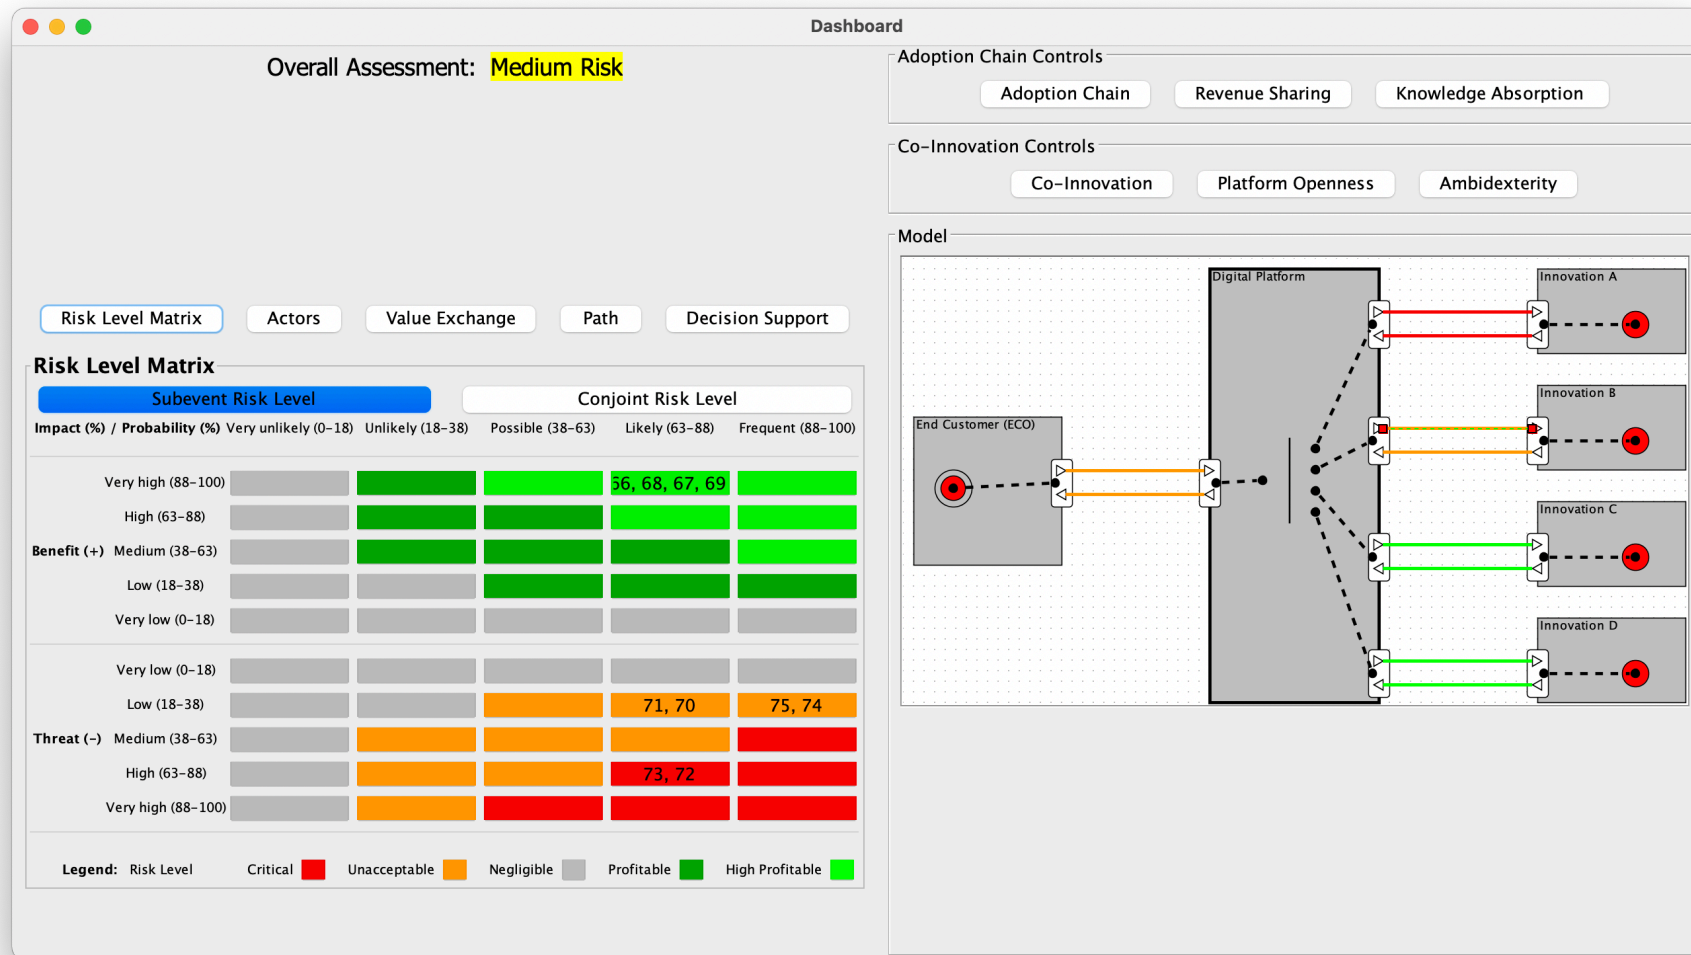 Dashboard
Overall Assessment: Medium Risk
Risk Level Matrix
Actors
Value Exchange
Path
Decision Support
Risk Level Matrix
Subevent Risk Level
Conjoint Risk Level
Impact (%) / Probability (%) Very unlikely (0-18) Unlikely (18-38) Possible (38-63) Likely (63-88) Frequent (88-100)
Very high (88-100) 66, 68, 67, 69
High (63-88)
Benefit (+) Medium (38-63)
Low (18-38)
Very low (0-18)
Very low (0-18)
Low (18-38) 71, 70 75, 74
Threat (-) Medium (38-63)
High (63-88) 73, 72
Very high (88-100)
Legend: Risk Level Critical Unacceptable Negligible Profitable High Profitable
Adoption Chain Controls
Adoption Chain
Revenue Sharing
Knowledge Absorption
Co-Innovation Controls
Co-Innovation
Platform Openness
Ambidexterity
Model
End Customer (ECO)
Digital Platform
Innovation A
Innovation B
Innovation C
Innovation D